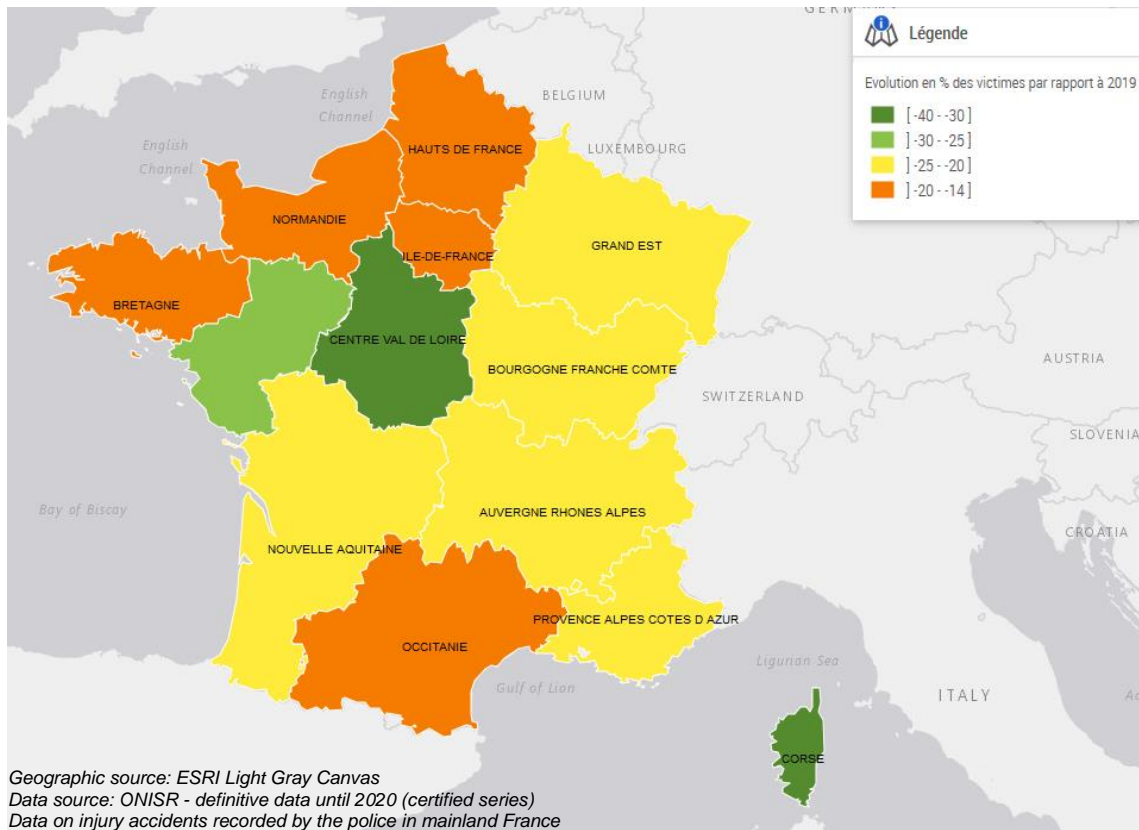 GERM
Légende
Evolution en % des victimes par rapport à 2019
[ -40 - -30 ]
] -30 - -25 ]
] -25 - -20 ]
] -20 - -14 ]
English
Channel
BELGIUM
English
Channel
HAUTS DE FRANCE
LUXEMBOURG
NORMANDIE
ILE-DE-FRANCE
GRAND EST
BRETAGNE
CENTRE VAL DE LOIRE
BOURGOGNE FRANCHE COMTE
AUSTRIA
SWITZERLAND
SLOVENIA
Bay of Biscay
AUVERGNE RHONES ALPES
CROATIA
NOUVELLE AQUITAINE
PROVENCE ALPES COTES D AZUR
OCCITANIE
Ligurian Sea
Gulf of Lion
ITALY
CORSE
Geographic source: ESRI Light Gray Canvas
Data source: ONISR - definitive data until 2020 (certified series)
Data on injury accidents recorded by the police in mainland France